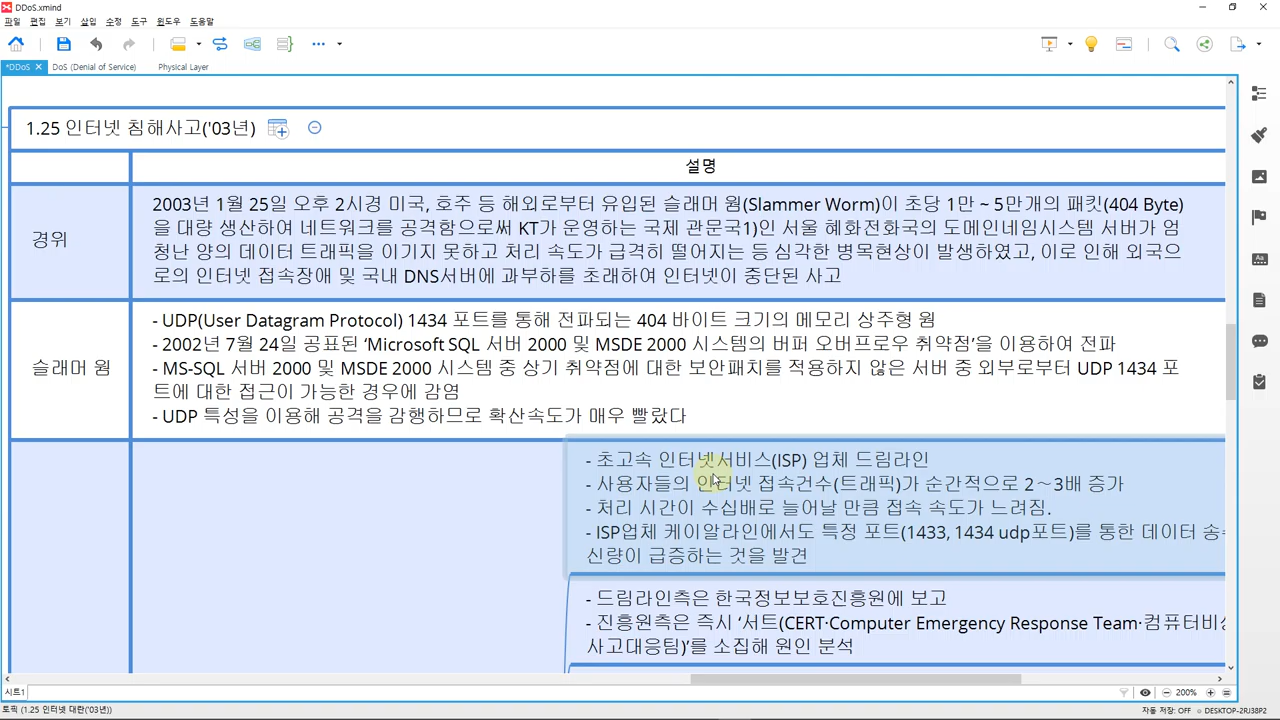 DDoS.xmind
파일 편집 보기 삽입 수정 도구 윈도우 도움말
*DDoS DoS (Denial of Service) Physical Layer
1.25 인터넷 침해사고('03년)
설명
경위
2003년 1월 25일 오후 2시경 미국, 호주 등 해외로부터 유입된 슬래머 웜(Slammer Worm)이 초당 1만 ~ 5만개의 패킷(404 Byte)
을 대량 생산하여 네트워크를 공격함으로써 KT가 운영하는 국제 관문국1)인 서울 혜화전화국의 도메인네임시스템 서버가 엄
청난 양의 데이터 트래픽을 이기지 못하고 처리 속도가 급격히 떨어지는 등 심각한 병목현상이 발생하였고, 이로 인해 외국으
로의 인터넷 접속장애 및 국내 DNS서버에 과부하를 초래하여 인터넷이 중단된 사고
슬래머 웜
- UDP(User Datagram Protocol) 1434 포트를 통해 전파되는 404 바이트 크기의 메모리 상주형 웜
- 2002년 7월 24일 공표된 ‘Microsoft SQL 서버 2000 및 MSDE 2000 시스템의 버퍼 오버프로우 취약점’을 이용하여 전파
- MS-SQL 서버 2000 및 MSDE 2000 시스템 중 상기 취약점에 대한 보안패치를 적용하지 않은 서버 중 외부로부터 UDP 1434 포
트에 대한 접근이 가능한 경우에 감염
- UDP 특성을 이용해 공격을 감행하므로 확산속도가 매우 빨랐다
- 초고속 인터넷서비스(ISP) 업체 드림라인
- 사용자들의 인터넷 접속건수(트래픽)가 순간적으로 2～3배 증가
- 처리 시간이 수십배로 늘어날 만큼 접속 속도가 느려짐.
- ISP업체 케이알라인에서도 특정 포트(1433, 1434 udp포트)를 통한 데이터 송수
신량이 급증하는 것을 발견
- 드림라인측은 한국정보보호진흥원에 보고
- 진흥원측은 즉시 ‘서트(CERT·Computer Emergency Response Team·컴퓨터비상
사고대응팀)’를 소집해 원인 분석
시트1
200%
토픽 (1.25 인터넷 대란('03년))
자동 저장: OFF DESKTOP-2RJ38P2